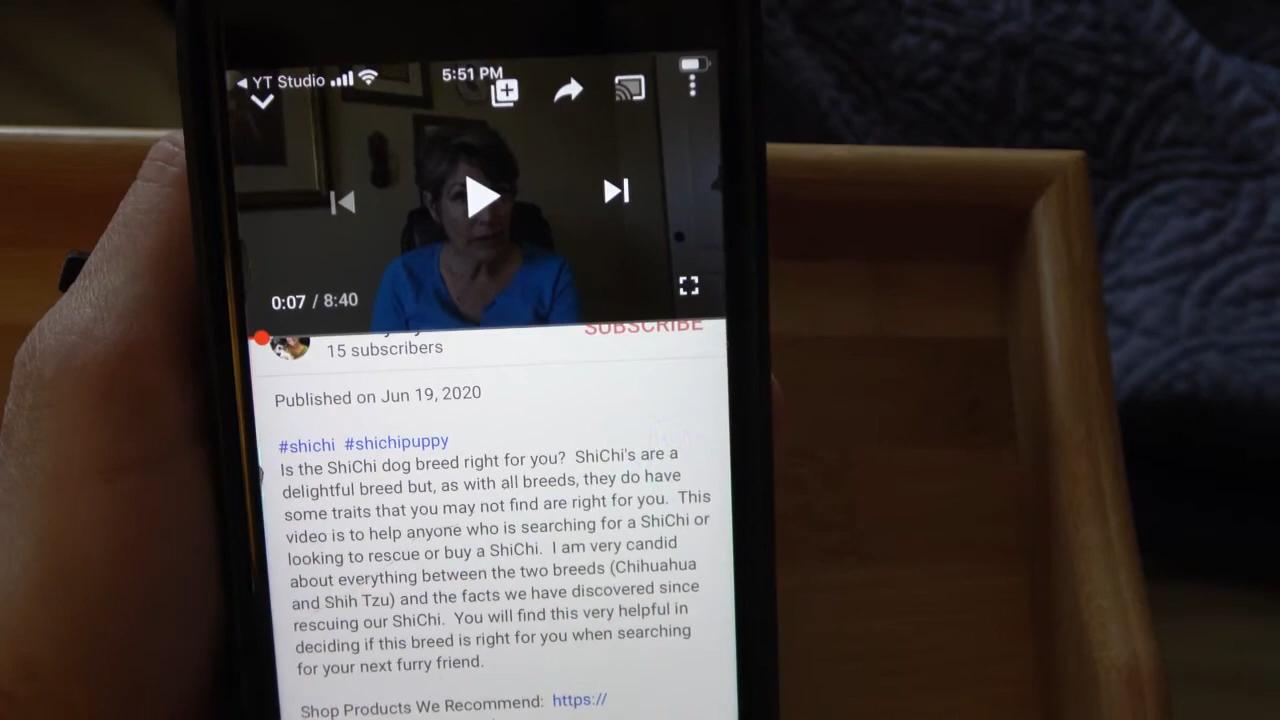 ◀ YT Studio 5:51 PM
0:07 / 8:40
SUBSCRIBE
15 subscribers
Published on Jun 19, 2020
#shichi #shichipuppy
Is the ShiChi dog breed right for you? ShiChi's are a
delightful breed but, as with all breeds, they do have
some traits that you may not find are right for you. This
video is to help anyone who is searching for a ShiChi or
looking to rescue or buy a ShiChi. I am very candid
about everything between the two breeds (Chihuahua
and Shih Tzu) and the facts we have discovered since
rescuing our ShiChi. You will find this very helpful in
deciding if this breed is right for you when searching
for your next furry friend.
Shop Products We Recommend: https://